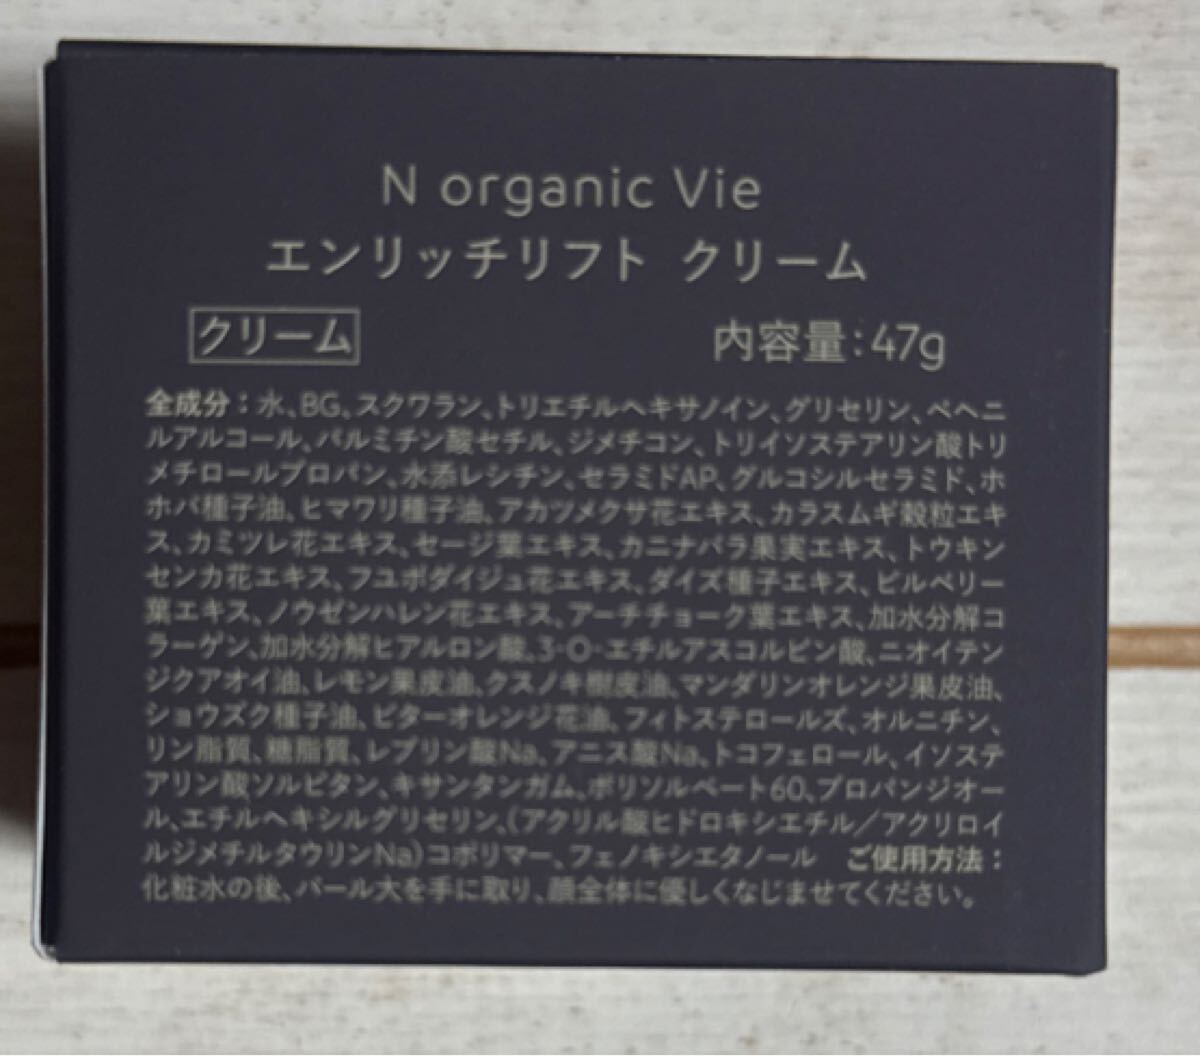 N organic Vie
エンリッチリフト クリーム
クリーム
内容量:47g
全成分:水、BG、スクワラン、トリエチルヘキサノイン、グリセリン、ベヘニ
ルアルコール、パルミチン酸セチル、ジメチコン、トリイソステアリン酸トリ
メチロールプロパン、水添レシチン、セラミドAP、グルコシルセラミド、ホ
ホバ種子油、ヒマワリ種子油、アカツメクサ花エキス、カラスムギ穀粒エキ
ス、カミツレ花エキス、セージ葉エキス、カニナバラ果実エキス、トウキン
センカ花エキス、フユボダイジュ花エキス、ダイズ種子エキス、ビルベリー
葉エキス、ノウゼンハレン花エキス、アーチチョーク葉エキス、加水分解コ
ラーゲン、加水分解ヒアルロン酸、3-O-エチルアスコルビン酸、ニオイテン
ジクアオイ油、レモン果皮油、クスノキ樹皮油、マンダリンオレンジ果皮油、
ショウズク種子油、ビターオレンジ花油、フィトステロールズ、オルニチン、
リン脂質、糖脂質、レブリン酸Na、アニス酸Na、トコフェロール、イソステ
アリン酸ソルビタン、キサンタンガム、ポリソルベート60、プロパンジオー
ル、エチルヘキシルグリセリン、(アクリル酸ヒドロキシエチル/アクリロイ
ルジメチルタウリンNa)コポリマー、フェノキシエタノール ご使用方法:
化粧水の後、パール大を手に取り、顔全体に優しくなじませてください。